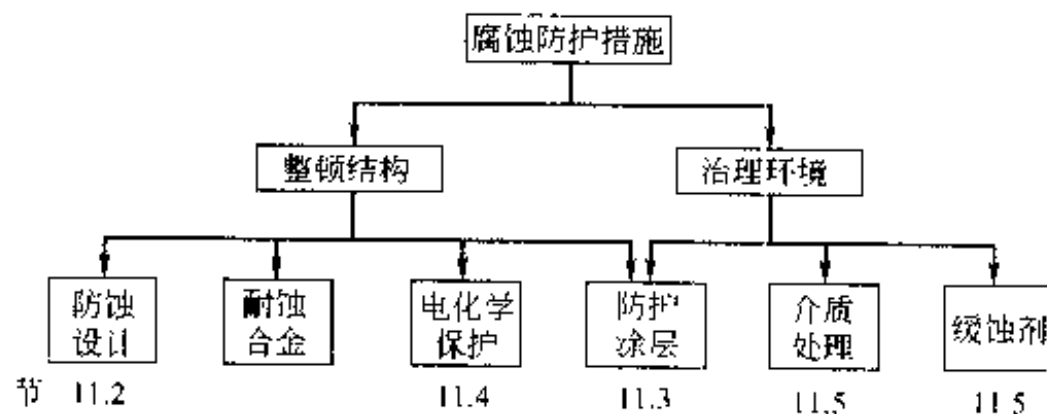 腐蚀防护措施
整顿结构 治理环境
防蚀 耐蚀 电化学 防护 介质 缓蚀剂
设计 合金 保护 涂层 处理
节 11.2 11.4 11.3 11.5 11.5